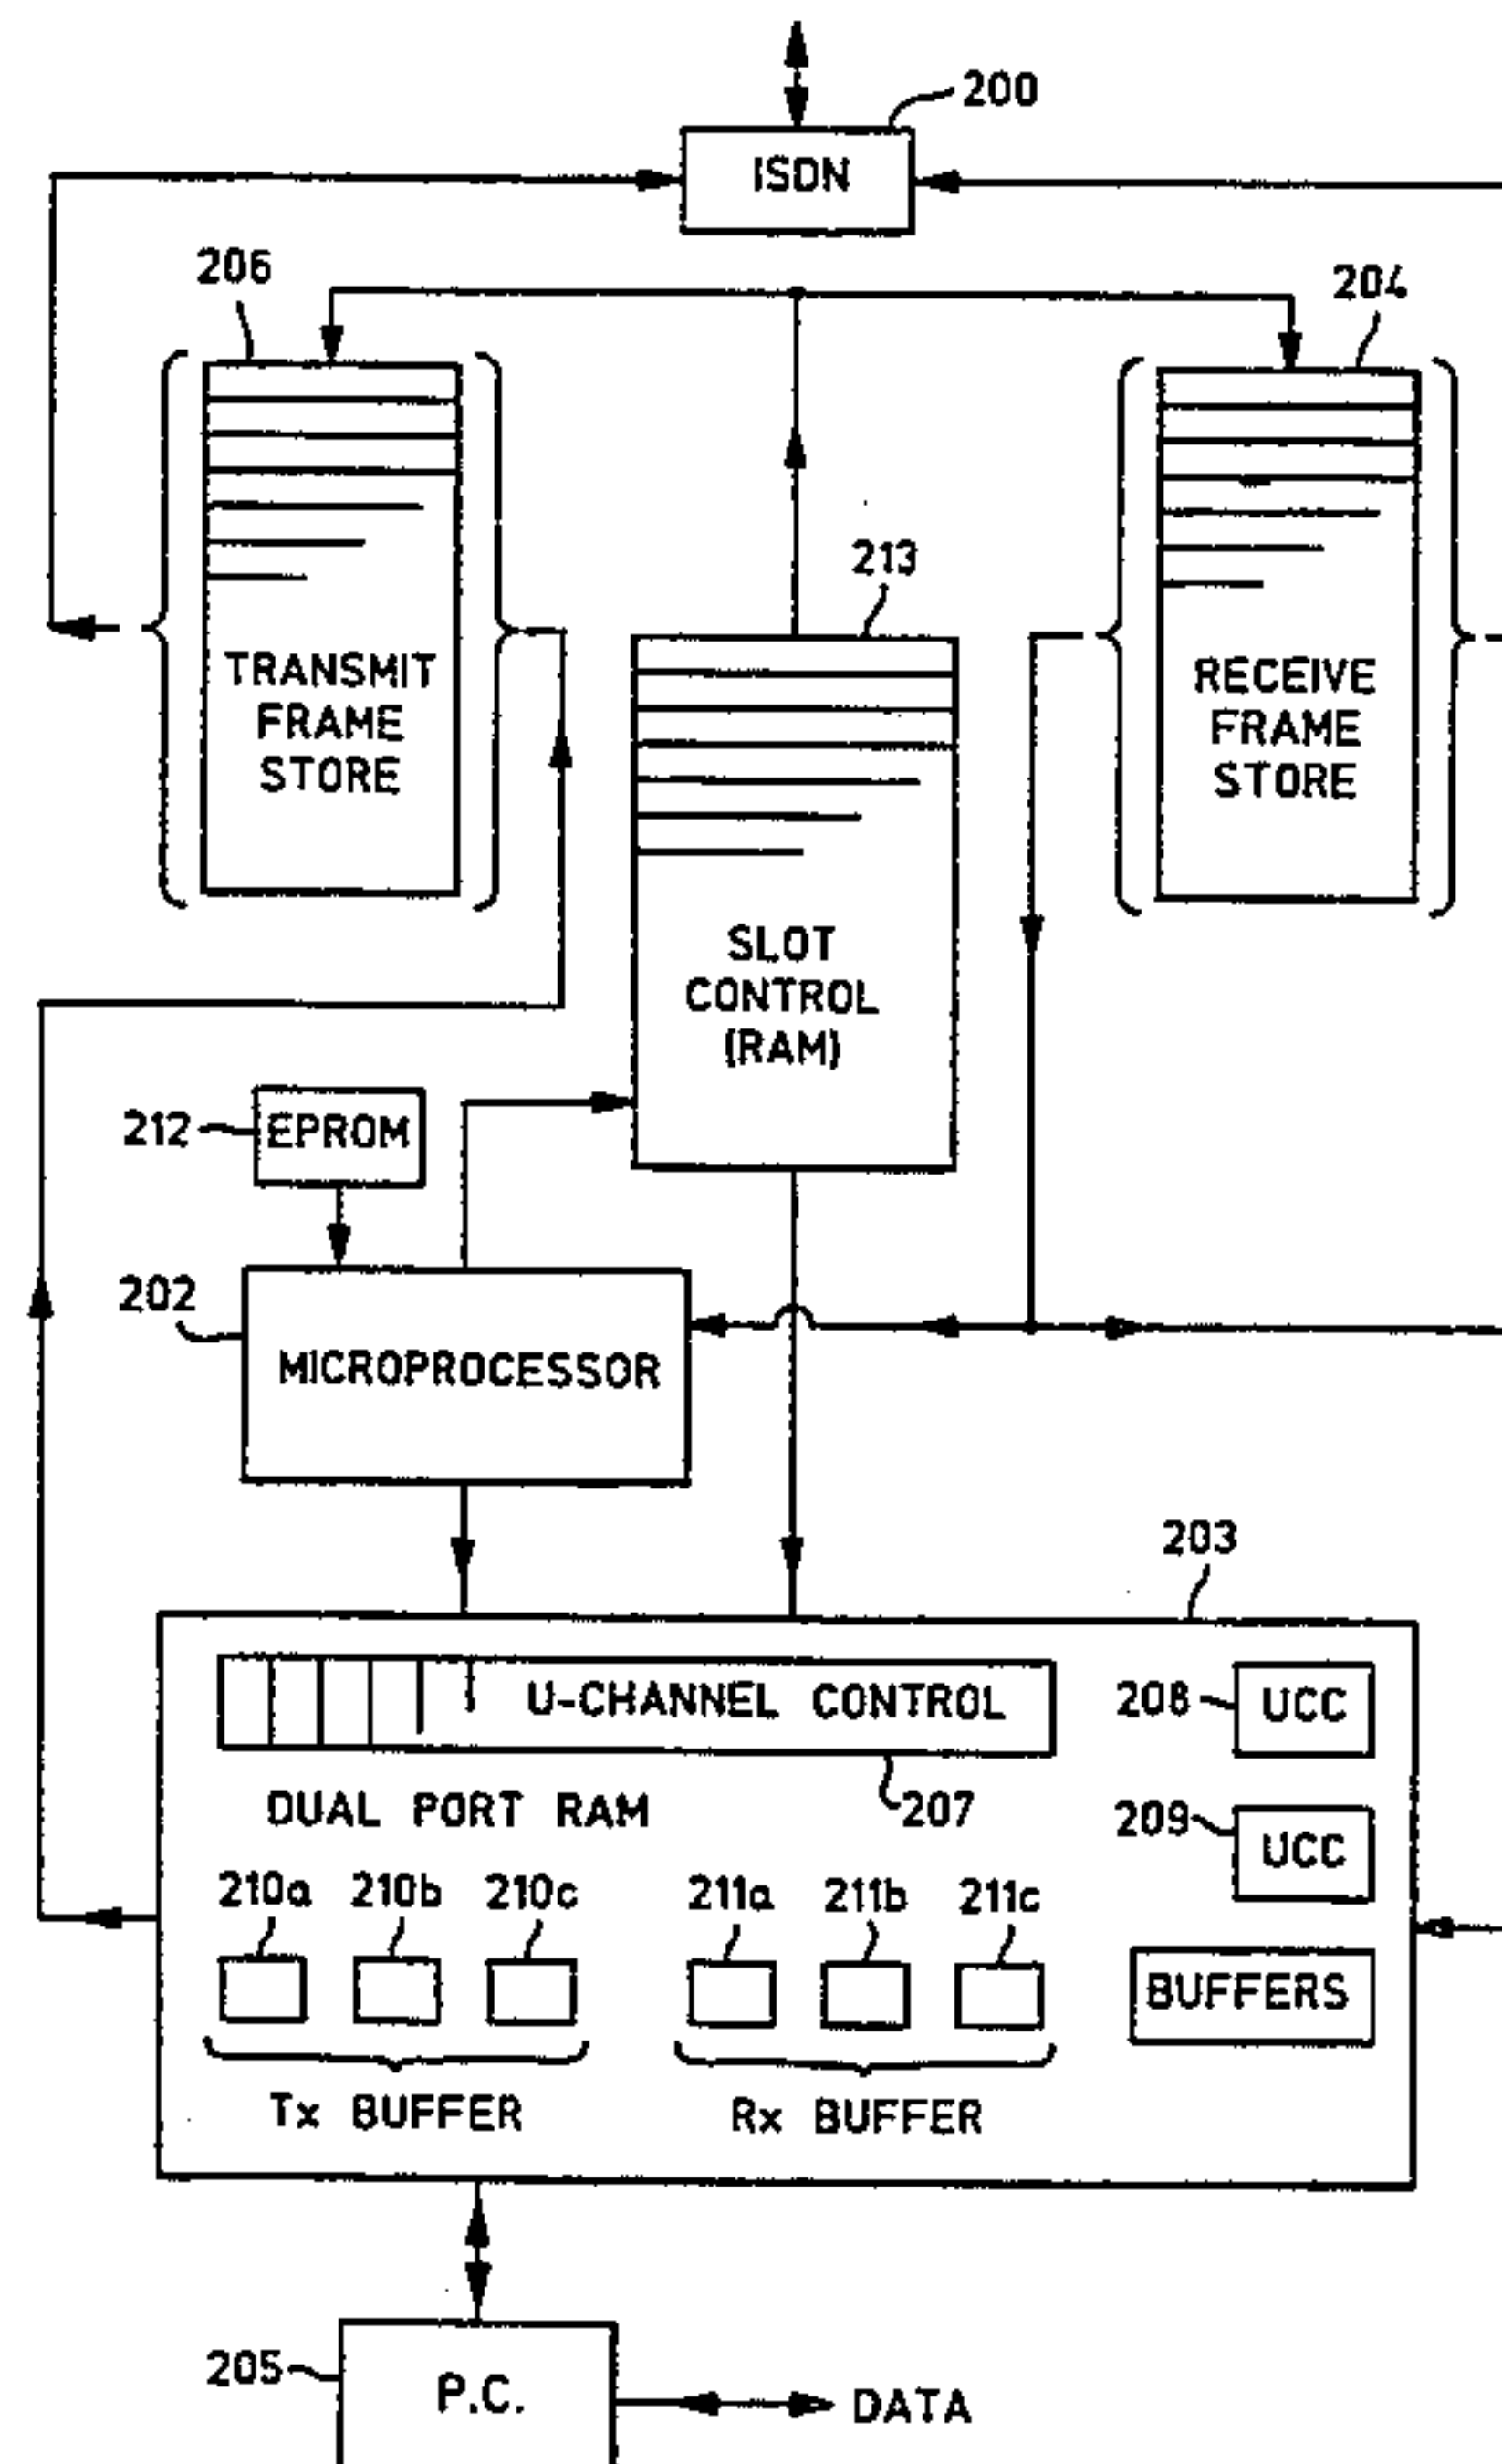 200
ISDN
206
204
213
TRANSMIT
FRAME
STORE
RECEIVE
FRAME
STORE
SLOT
CONTROL
(RAM)
212
EPROM
202
MICROPROCESSOR
203
U-CHANNEL CONTROL
208
UCC
DUAL PORT RAM
207
209
UCC
210a
210b
210c
211a
211b
211c
BUFFERS
Tx BUFFER
Rx BUFFER
205
P.C.
DATA